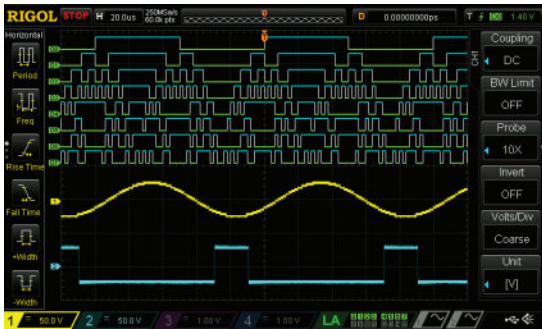 RIGOL STOP H 20.0us 250MSa/s 60.0k pts D 0.00000000ps T 1.40V
Horizontal
Period
Freq
Rise Time
Fall Time
+Width
-Width
CH1
Coupling
DC
BW Limit
OFF
Probe
10X
Invert
OFF
Volts/Div
Coarse
Unit
[V]
1 = 50.0 V 2 = 50.0 V 3 = 1.00 V 4 = 1.00 V LA